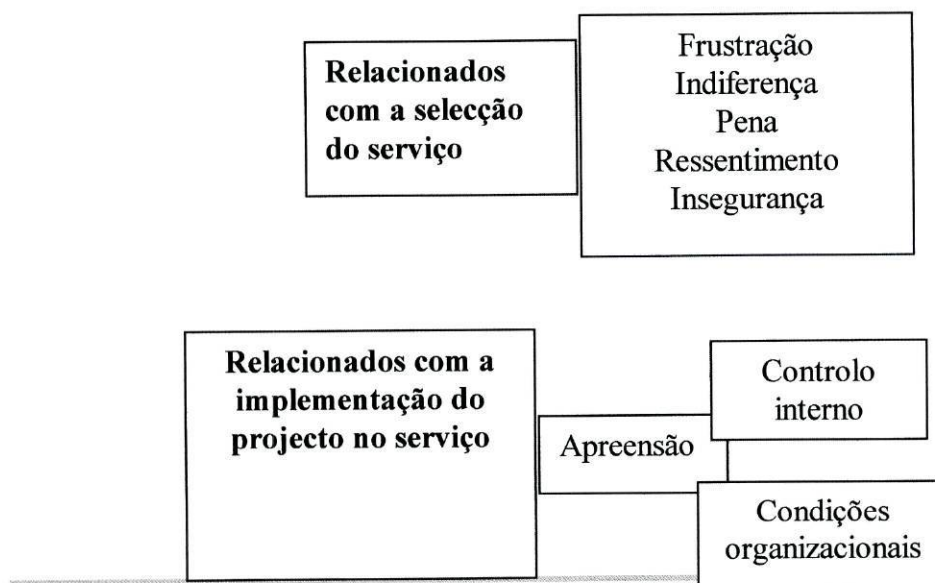 Relacionados
com a selecção
do serviço
Frustração
Indiferença
Pena
Ressentimento
Insegurança
Relacionados com a
implementação do
projecto no serviço
Apreensão
Controlo
interno
Condições
organizacionais